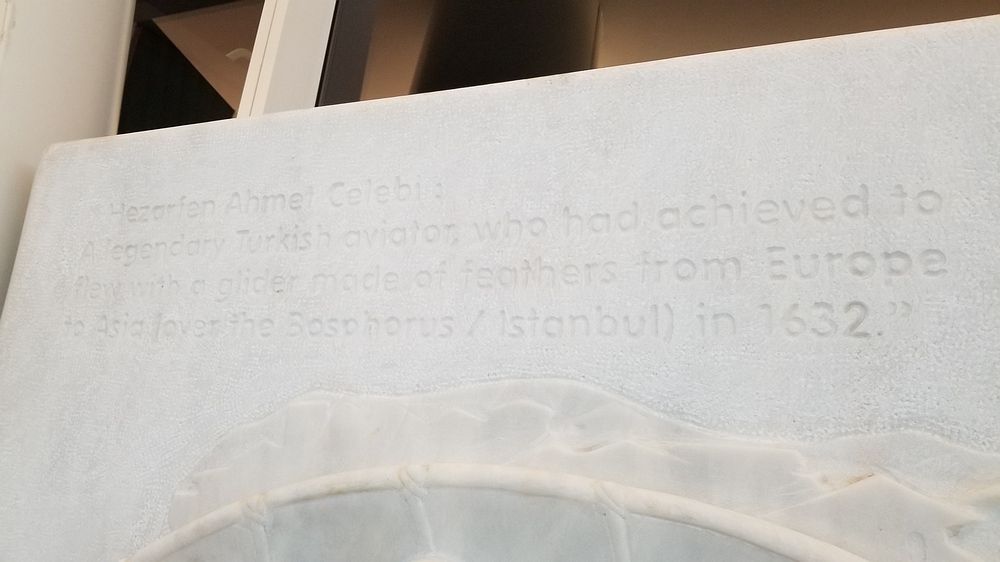 "Hezarfen Ahmet Celebi :
A legendary Turkish aviator, who had achieved to
flew with a glider made of feathers from Europe
to Asia (over the Bosphorus / Istanbul) in 1632."